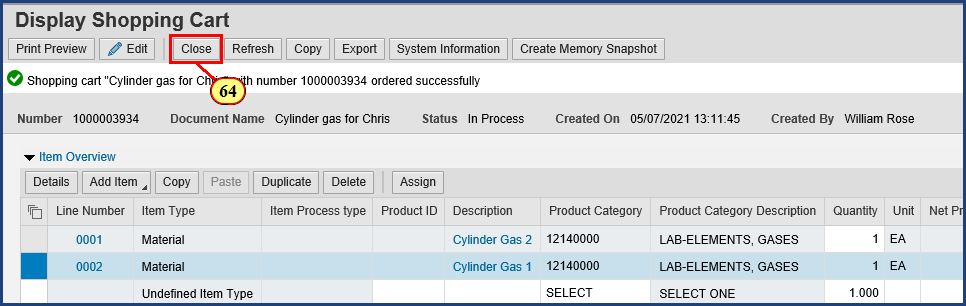 Display Shopping Cart
Print Preview Edit Close Refresh Copy Export System Information Create Memory Snapshot
Shopping cart "Cylinder gas for Chris" with number 1000003934 ordered successfully
64
Number 1000003934 Document Name Cylinder gas for Chris Status In Process Created On 05/07/2021 13:11:45 Created By William Rose
Item Overview
Details Add Item Copy Paste Duplicate Delete Assign
Line Number Item Type Item Process type Product ID Description Product Category Product Category Description Quantity Unit Net Pr
0001 Material Cylinder Gas 2 12140000 LAB-ELEMENTS, GASES 1 EA
0002 Material Cylinder Gas 1 12140000 LAB-ELEMENTS, GASES 1 EA
Undefined Item Type SELECT SELECT ONE 1.000